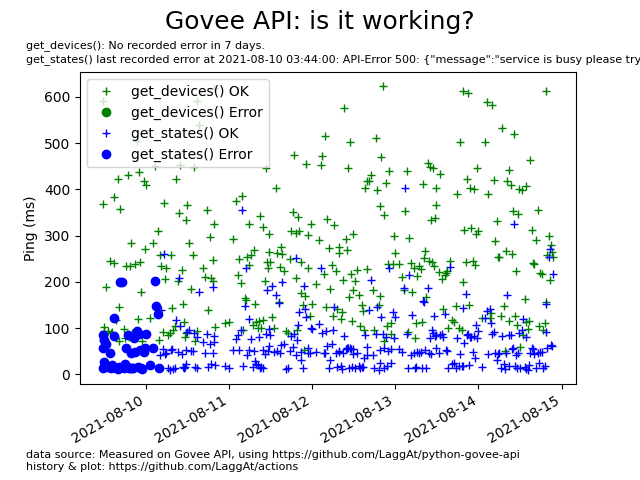 Govee API: is it working?
get_devices(): No recorded error in 7 days.
get_states() last recorded error at 2021-08-10 03:44:00: API-Error 500: {"message":"service is busy please try
get_devices() OK
get_devices() Error
get_states() OK
get_states() Error
Ping (ms)
600
500
400
300
200
100
0
2021-08-10
2021-08-11
2021-08-12
2021-08-13
2021-08-14
2021-08-15
data source: Measured on Govee API, using https://github.com/LaggAt/python-govee-api
history & plot: https://github.com/LaggAt/actions